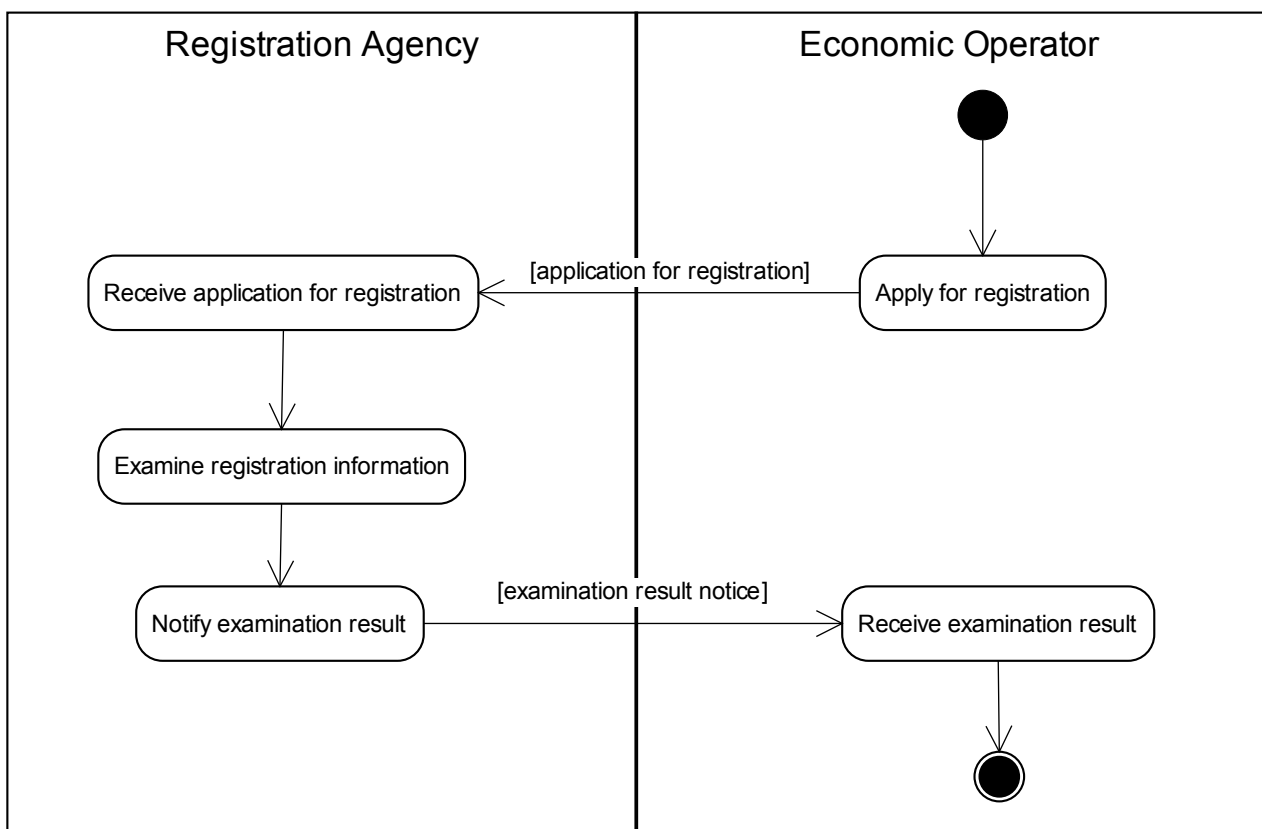 Registration Agency
Economic Operator
[application for registration]
Receive application for registration
Apply for registration
Examine registration information
[examination result notice]
Notify examination result
Receive examination result